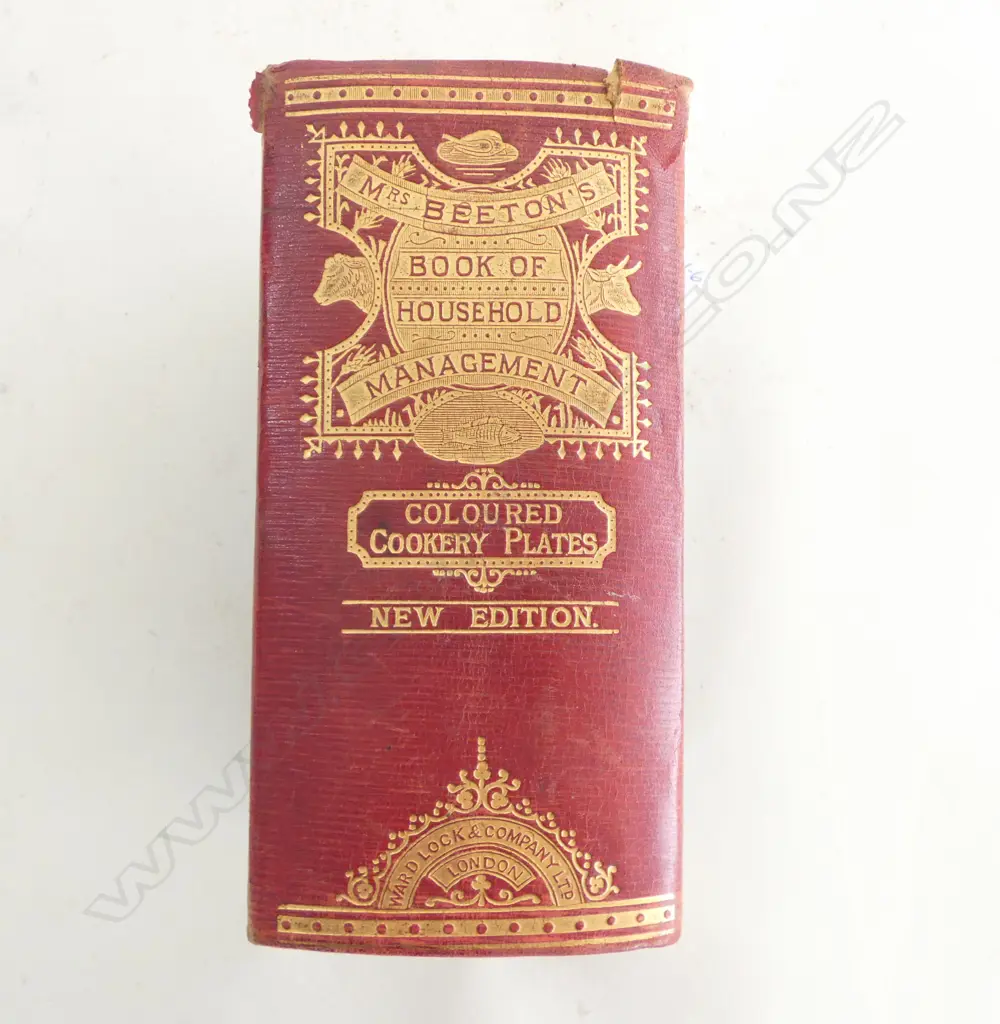 MRS BEETON'S
BOOK OF
HOUSEHOLD
MANAGEMENT
COLOURED
COOKERY PLATES
NEW EDITION.
WARD LOCK & COMPANY LTD
LONDON